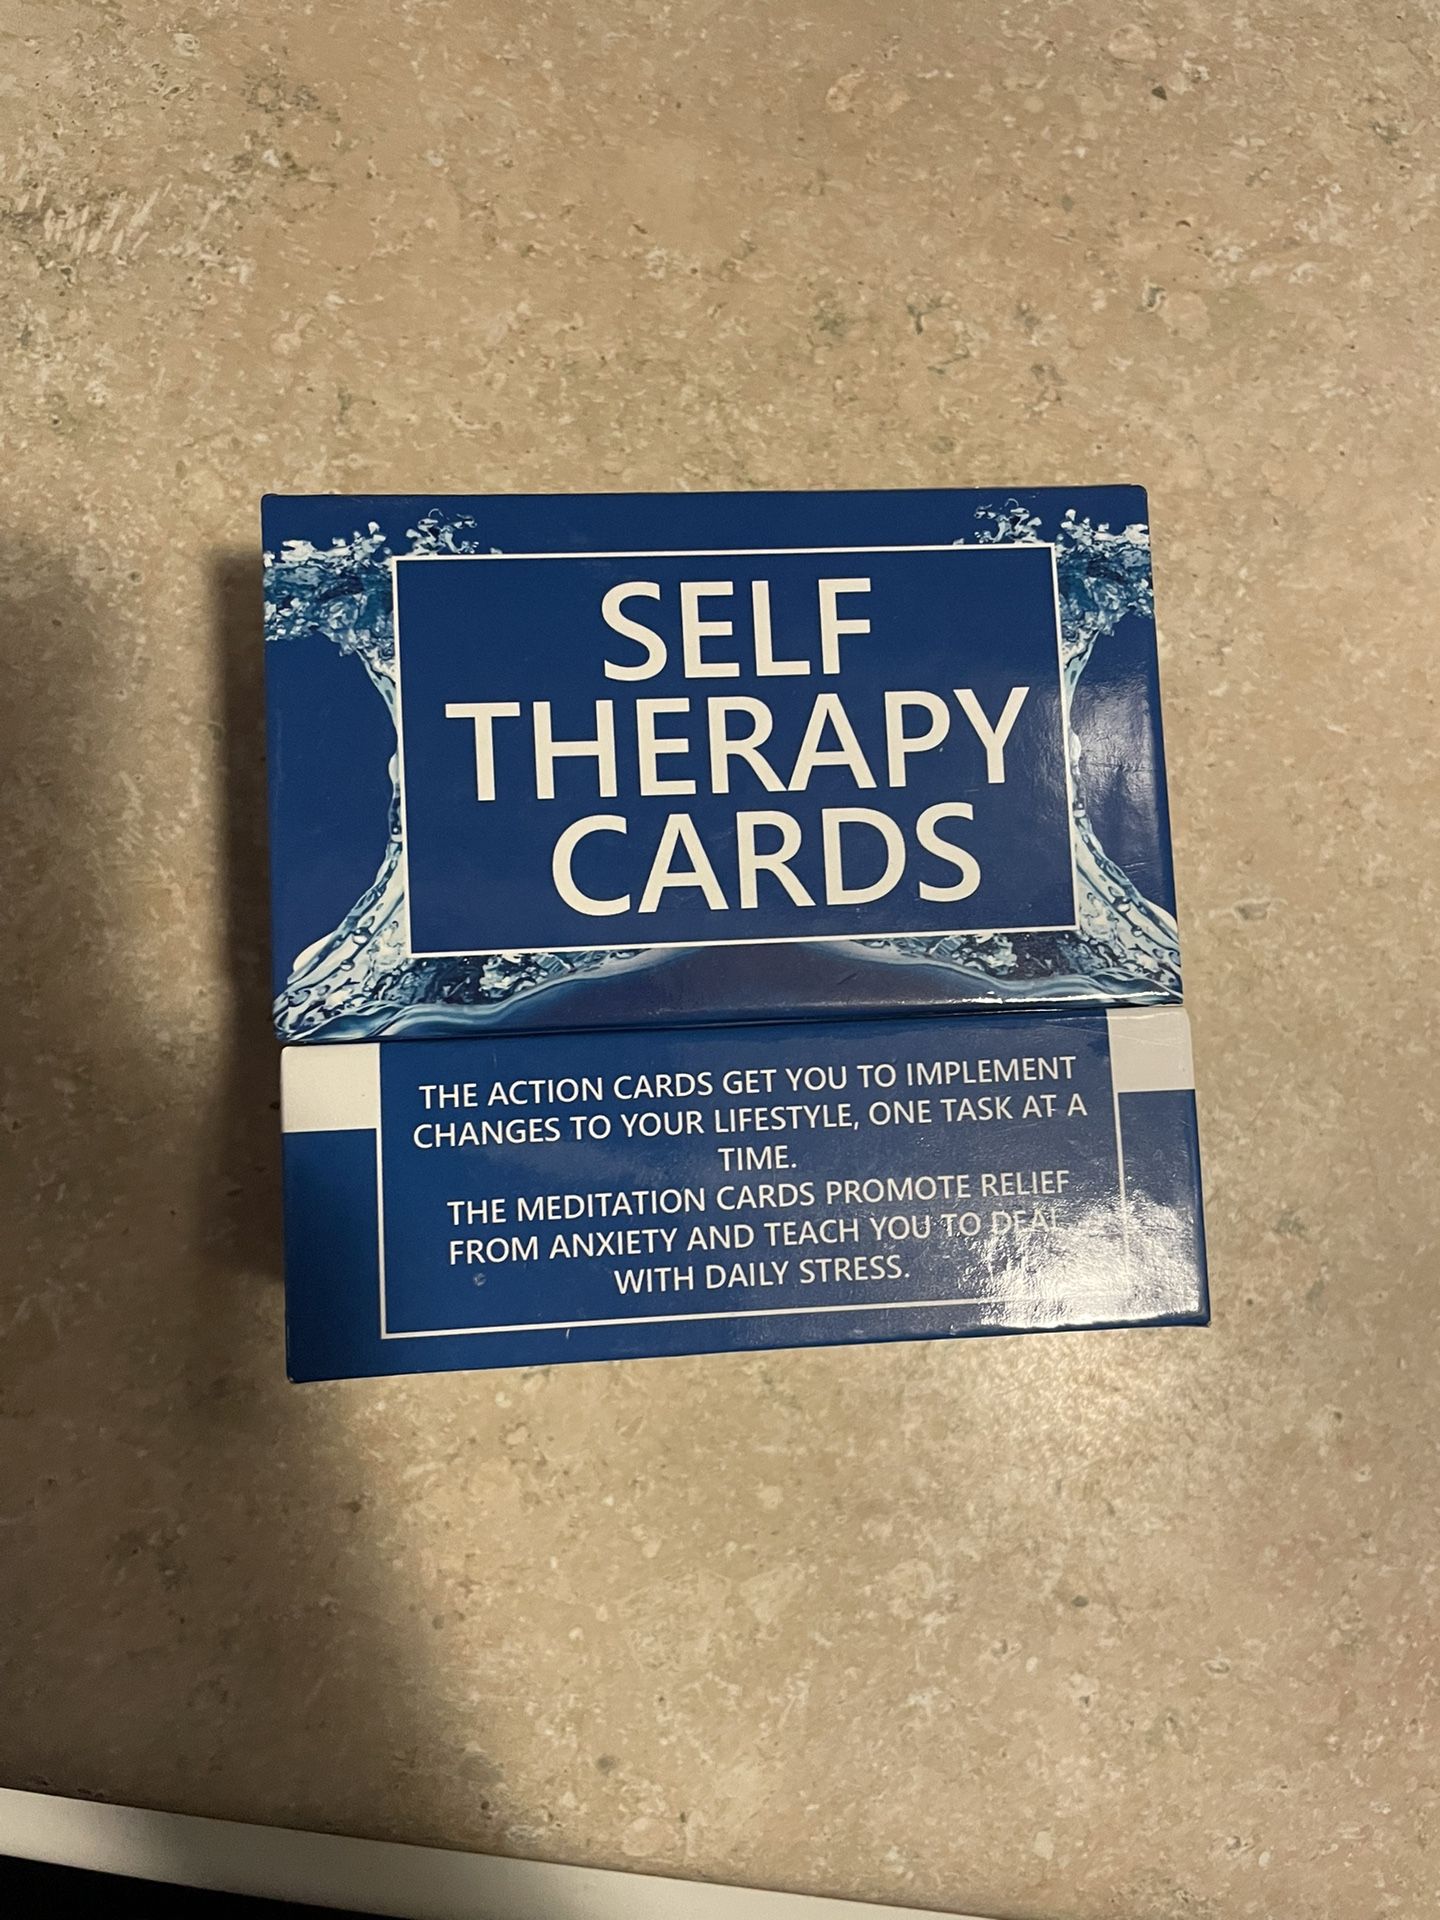 SELF
THERAPY
CARDS
THE ACTION CARDS GET YOU TO IMPLEMENT
CHANGES TO YOUR LIFESTYLE, ONE TASK AT A
TIME.
THE MEDITATION CARDS PROMOTE RELIEF
FROM ANXIETY AND TEACH YOU TO DEAL
WITH DAILY STRESS.